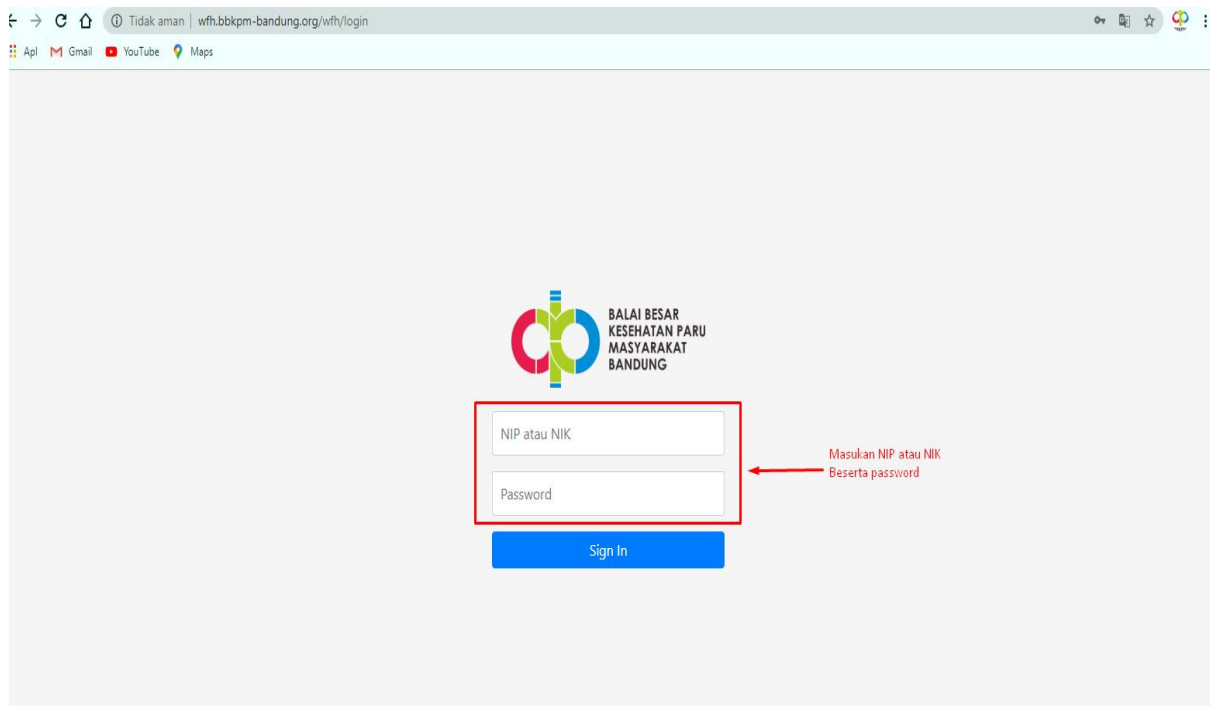 Tidak aman | wfh.bbkpm-bandung.org/wfh/login
Apl Gmail YouTube Maps
BALAI BESAR
KESEHATAN PARU
MASYARAKAT
BANDUNG
NIP atau NIK
Masukan NIP atau NIK
Beserta password
Password
Sign In